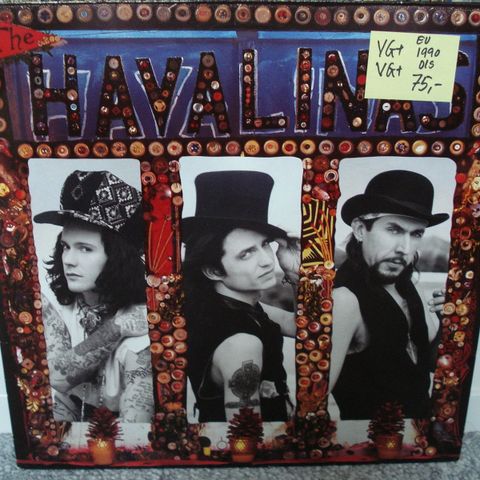 The
HAVALINAS
VG+ EU
1990
VG+ OIS
75,-